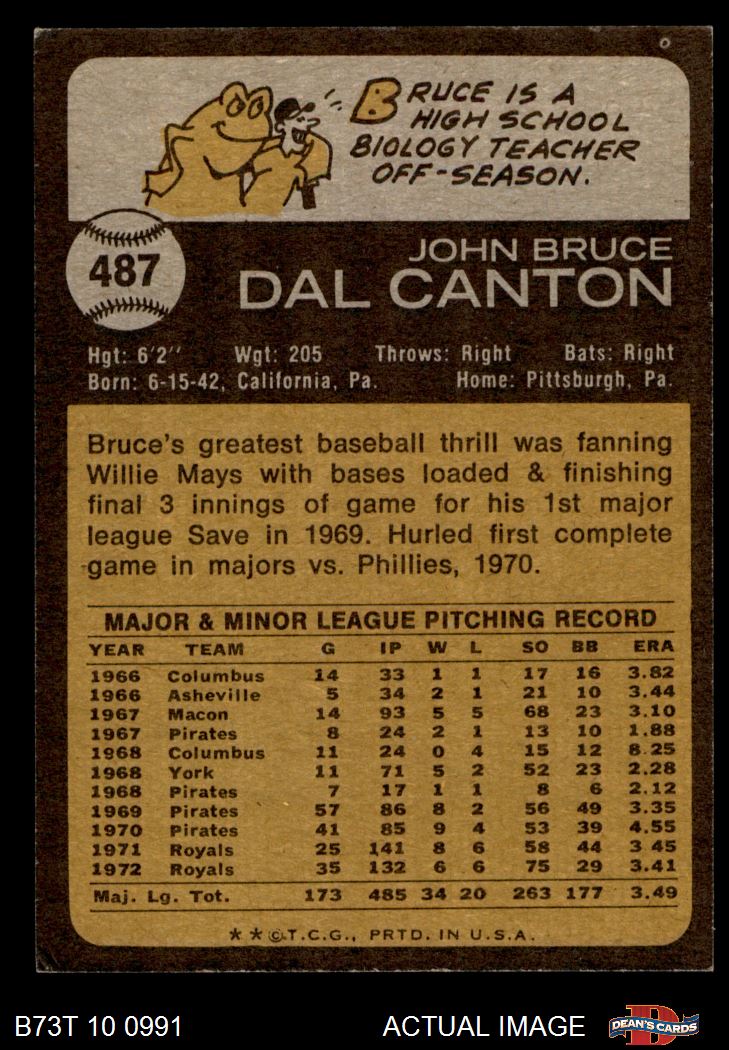 BRUCE IS A
HIGH SCHOOL
BIOLOGY TEACHER
OFF-SEASON.
487
JOHN BRUCE
DAL CANTON
Hgt: 6'2" Wgt: 205 Throws: Right Bats: Right
Born: 6-15-42, California, Pa. Home: Pittsburgh, Pa.
Bruce's greatest baseball thrill was fanning
Willie Mays with bases loaded & finishing
final 3 innings of game for his 1st major
league Save in 1969. Hurled first complete
game in majors vs. Phillies, 1970.
MAJOR & MINOR LEAGUE PITCHING RECORD
YEAR TEAM G IP W L SO BB ERA
1966 Columbus 14 33 1 1 17 16 3.82
1966 Asheville 5 34 2 1 21 10 3.44
1967 Macon 14 93 5 5 68 23 3.10
1967 Pirates 8 24 2 1 13 10 1.88
1968 Columbus 11 24 0 4 15 12 8.25
1968 York 11 71 5 2 52 23 2.28
1968 Pirates 7 17 1 1 8 6 2.12
1969 Pirates 57 86 8 2 56 49 3.35
1970 Pirates 41 85 9 4 53 39 4.55
1971 Royals 25 141 8 6 58 44 3 45
1972 Royals 35 132 6 6 75 29 3.41
Maj. Lg. Tot. 173 485 34 20 263 177 3.49
* * © T.C.G., PRTD. IN U.S.A.
B73T 10 0991 ACTUAL IMAGE
D
DEAN'S CARDS